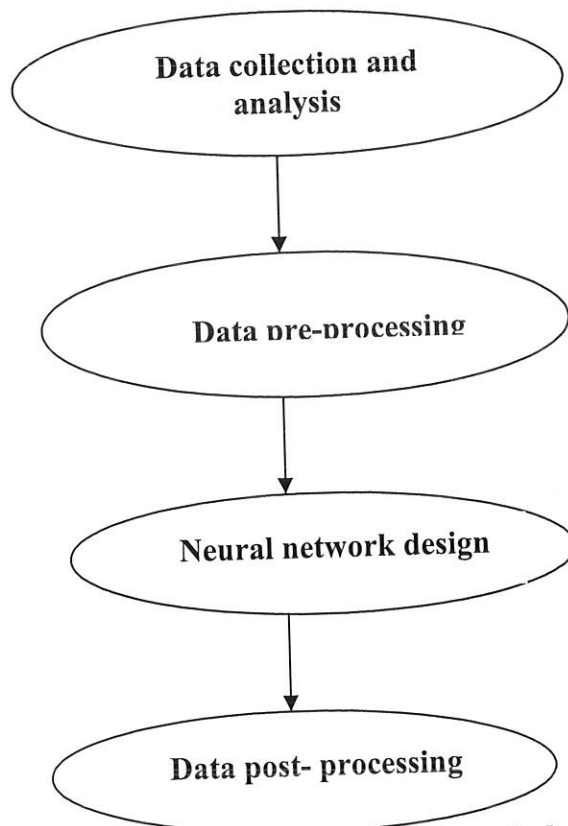 Data collection and
analysis
Data pre-processing
Neural network design
Data post- processing